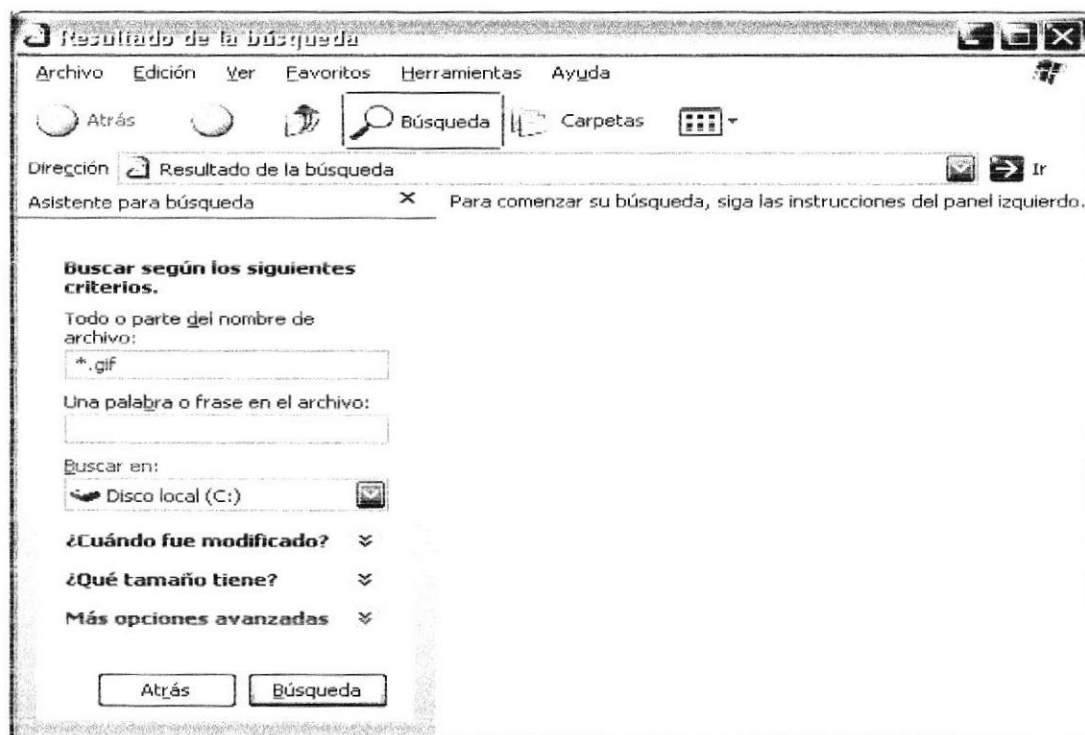 Resultado de la búsqueda
Archivo Edición Ver Favoritos Herramientas Ayuda
Atrás Búsqueda Carpetas
Dirección Resultado de la búsqueda Ir
Asistente para búsqueda Para comenzar su búsqueda, siga las instrucciones del panel izquierdo.
Buscar según los siguientes
criterios.
Todo o parte del nombre de
archivo:
*.gif
Una palabra o frase en el archivo:
Buscar en:
Disco local (C:)
¿Cuándo fue modificado?
¿Qué tamaño tiene?
Más opciones avanzadas
Atrás Búsqueda